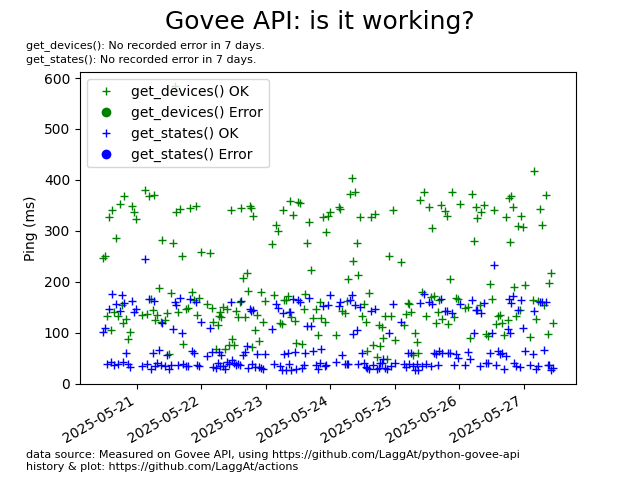 Govee API: is it working?
get_devices(): No recorded error in 7 days.
get_states(): No recorded error in 7 days.
600
500
400
300
200
100
0
Ping (ms)
get_devices() OK
get_devices() Error
get_states() OK
get_states() Error
2025-05-21
2025-05-22
2025-05-23
2025-05-24
2025-05-25
2025-05-26
2025-05-27
data source: Measured on Govee API, using https://github.com/LaggAt/python-govee-api
history & plot: https://github.com/LaggAt/actions